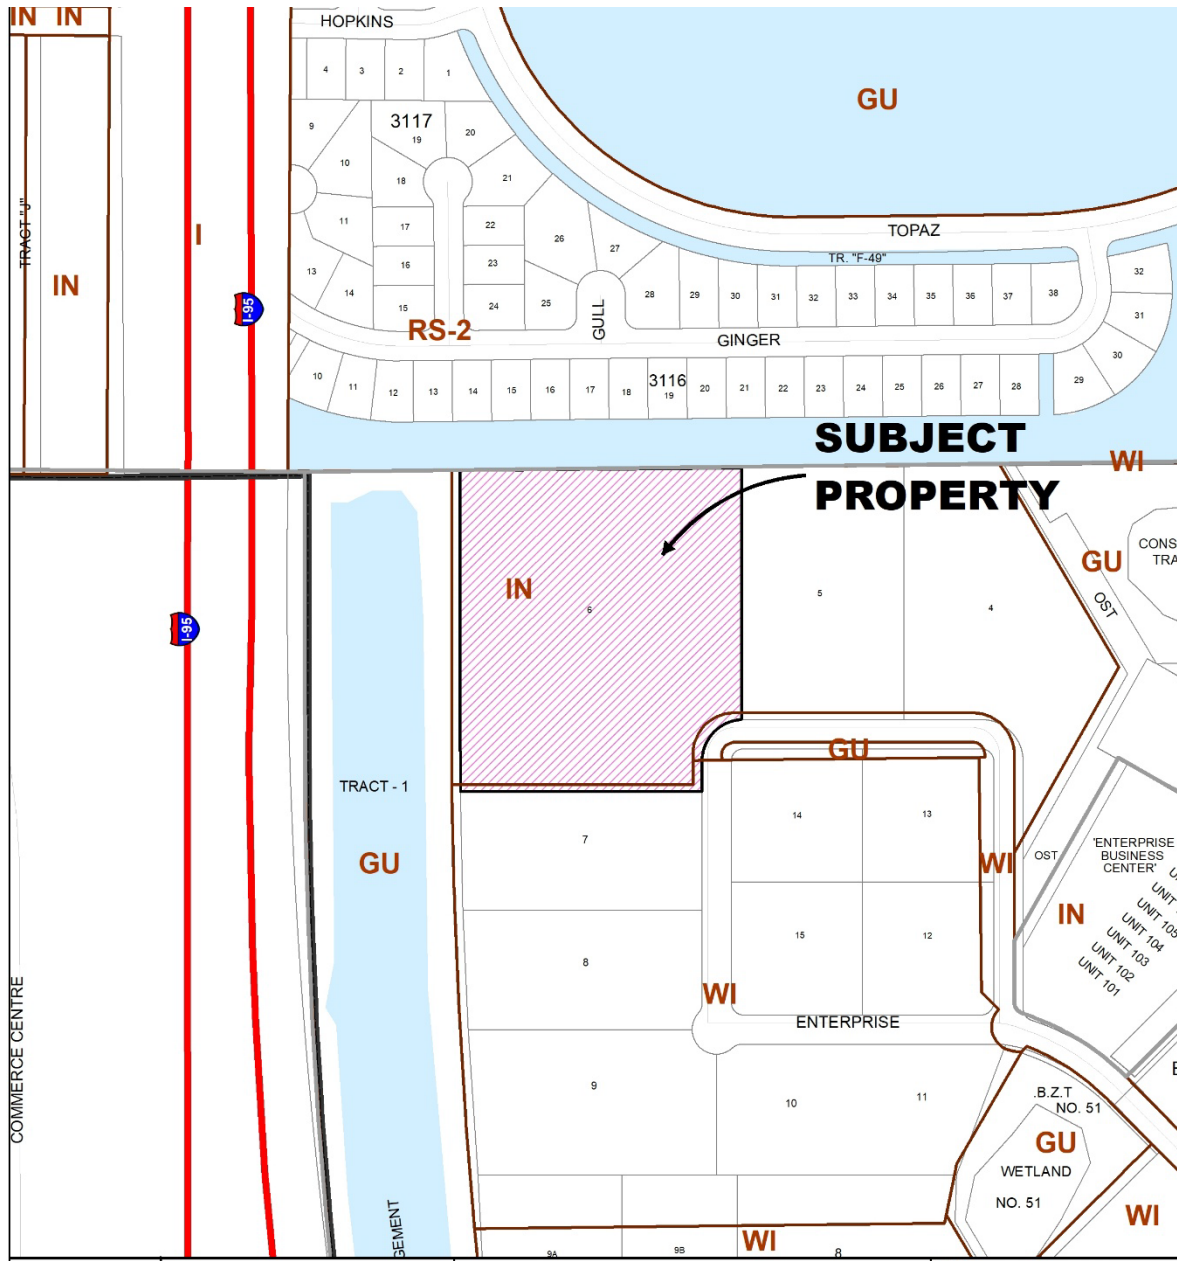 IN IN
HOPKINS
4 3 2 1
GU
3117
9
19
20
10
18
21
TRACT "J"
11
17
22
TOPAZ
I
26
27
TR. "F-49"
13
16
23
IN
14
15
24
25
28 29 30 31 32 33 34 35 36 37 38
32
31
I-95
RS-2
GULL
GINGER
30
10 11 12 13 14 15 16 17 18
3116
19
20 21 22 23 24 25 26 27 28
29
SUBJECT
PROPERTY
WI
CONS
TRA
GU
OST
IN
6
5
4
I-95
GU
TRACT - 1
14
13
7
GU
WI
OST
'ENTERPRISE
BUSINESS
CENTER'
IN
UNIT 105
UNIT 104
UNIT 103
UNIT 102
UNIT 101
8
15
12
WI
ENTERPRISE
COMMERCE CENTRE
9
10
11
.B.Z.T
NO. 51
GU
WETLAND
NO. 51
WI
GEMENT
WI
9A
9B
8